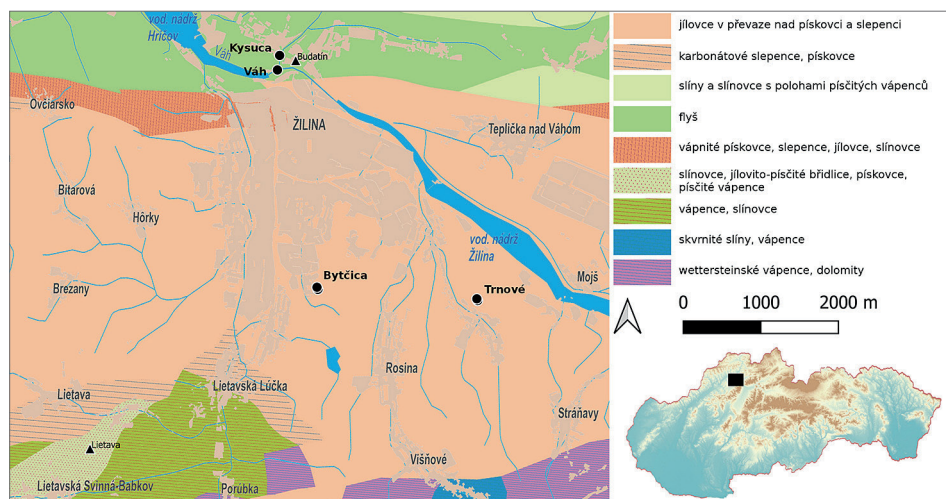 vod. nádrž
Hričov
Váh
Kysuca
Budatín
Váh
Ovčiarsko
ŽILINA
Teplička nad Váhom
Bitarová
Hôrky
vod. nádrž
Žilina
Mojš
Bytčica
Trnové
Brezany
Rosina
Lietavská Lúčka
Lietava
Stráňavy
Lietava
Višňové
Lietavská Svinná-Babkov
Porúbka
jílovce v převaze nad pískovci a slepenci
karbonátové slepence, pískovce
slíny a slínovce s polohami písčitých vápenců
flyš
vápnité pískovce, slepence, jílovce, slínovce
slínovce, jílovito-písčité břidlice, pískovce,
písčité vápence
vápence, slínovce
skvrnité slíny, vápence
wettersteinské vápence, dolomity
0 1000 2000 m